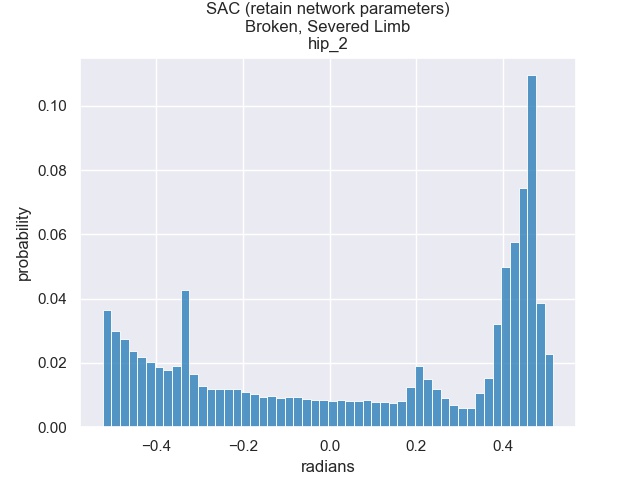 SAC (retain network parameters)
Broken, Severed Limb
hip_2
probability
0.10
0.08
0.06
0.04
0.02
0.00
−0.4
−0.2
0.0
0.2
0.4
radians